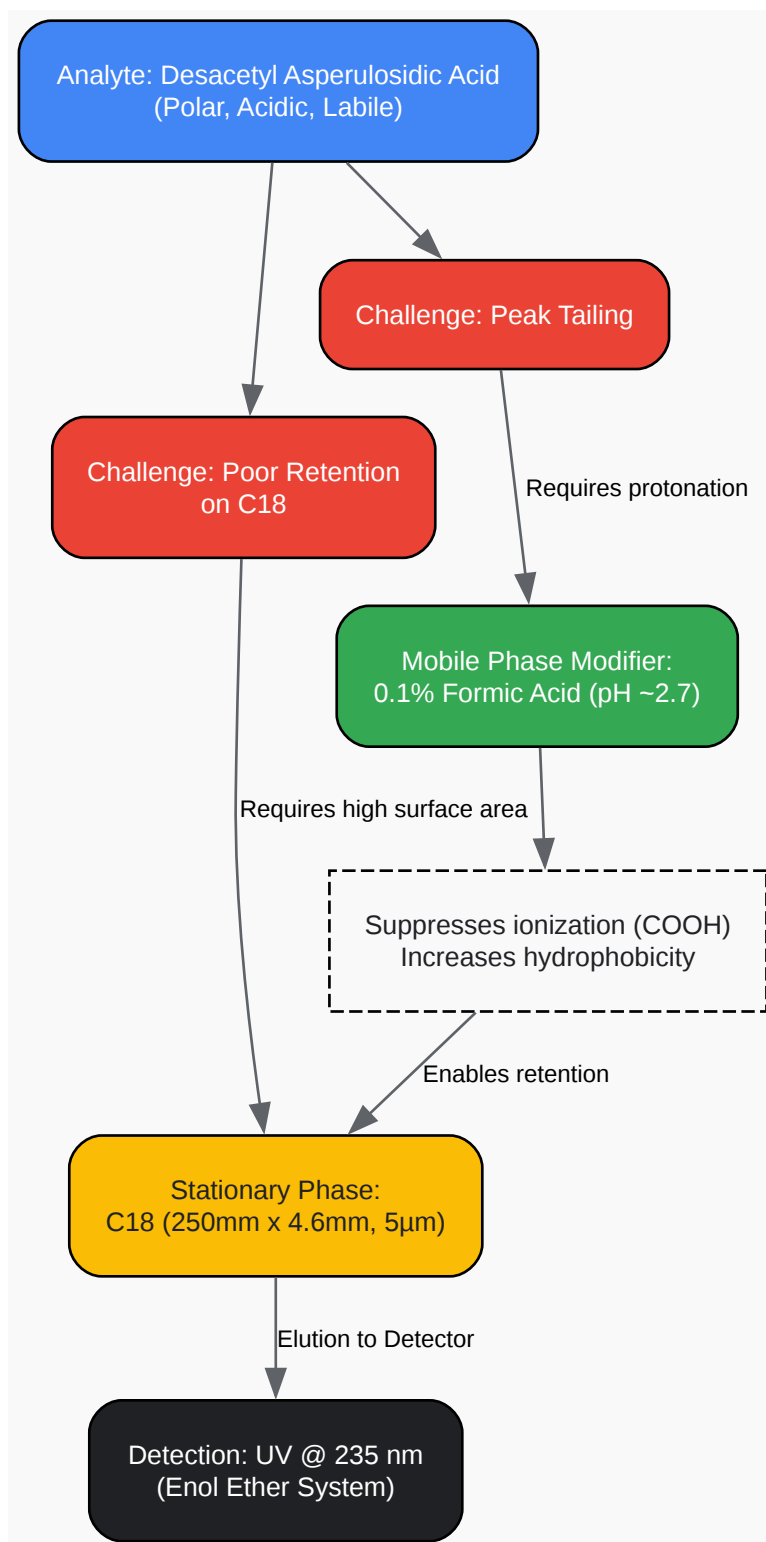 Analyte: Desacetyl Asperulosidic Acid
(Polar, Acidic, Labile)
Challenge: Peak Tailing
Challenge: Poor Retention
on C18
Requires protonation
Mobile Phase Modifier:
0.1% Formic Acid (pH ~2.7)
Requires high surface area
Suppresses ionization (COOH)
Increases hydrophobicity
Enables retention
Stationary Phase:
C18 (250mm x 4.6mm, 5µm)
Elution to Detector
Detection: UV @ 235 nm
(Enol Ether System)